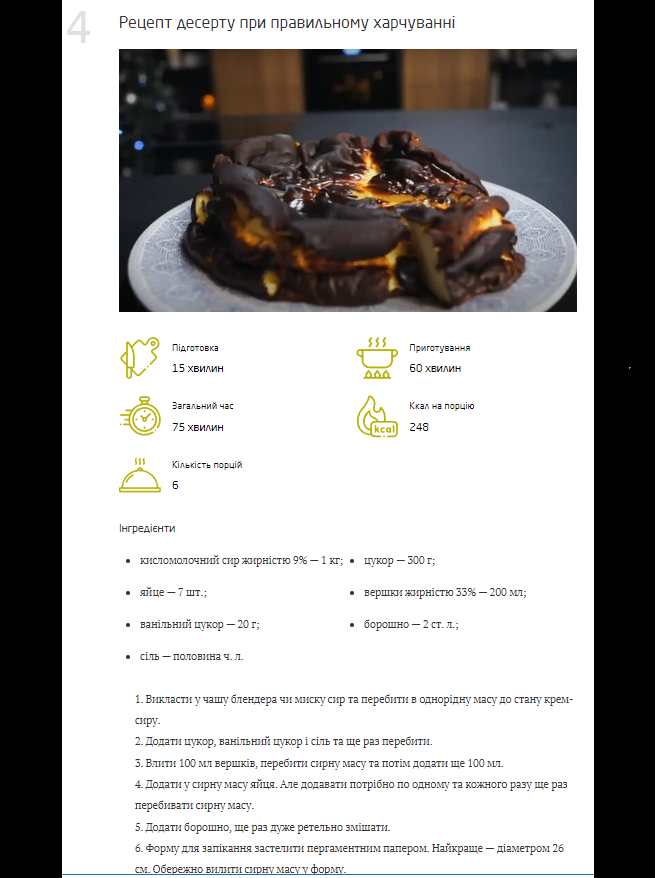 4
Рецепт десерту при правильному харчуванні
Підготовка
15 хвилин
Приготування
60 хвилин
Загальний час
75 хвилин
Ккал на порцію
kcal
248
Кількість порцій
6
Інгредієнти
• кисломолочний сир жирністю 9% — 1 кг;
• цукор — 300 г;
• яйце — 7 шт.;
• вершки жирністю 33% — 200 мл;
• ванільний цукор — 20 г;
• борошно — 2 ст. л.;
• сіль — половина ч. л.
1. Викласти у чашу блендера чи миску сир та перебити в однорідну масу до стану крем-
сиру.
2. Додати цукор, ванільний цукор і сіль та ще раз перебити.
3. Влити 100 мл вершків, перебити сирну масу та потім додати ще 100 мл.
4. Додати у сирну масу яйця. Але додавати потрібно по одному та кожного разу ще раз
перебивати сирну масу.
5. Додати борошно, ще раз дуже ретельно змішати.
6. Форму для запікання застелити пергаментним папером. Найкраще — діаметром 26
см. Обережно вилити сирну масу у форму.